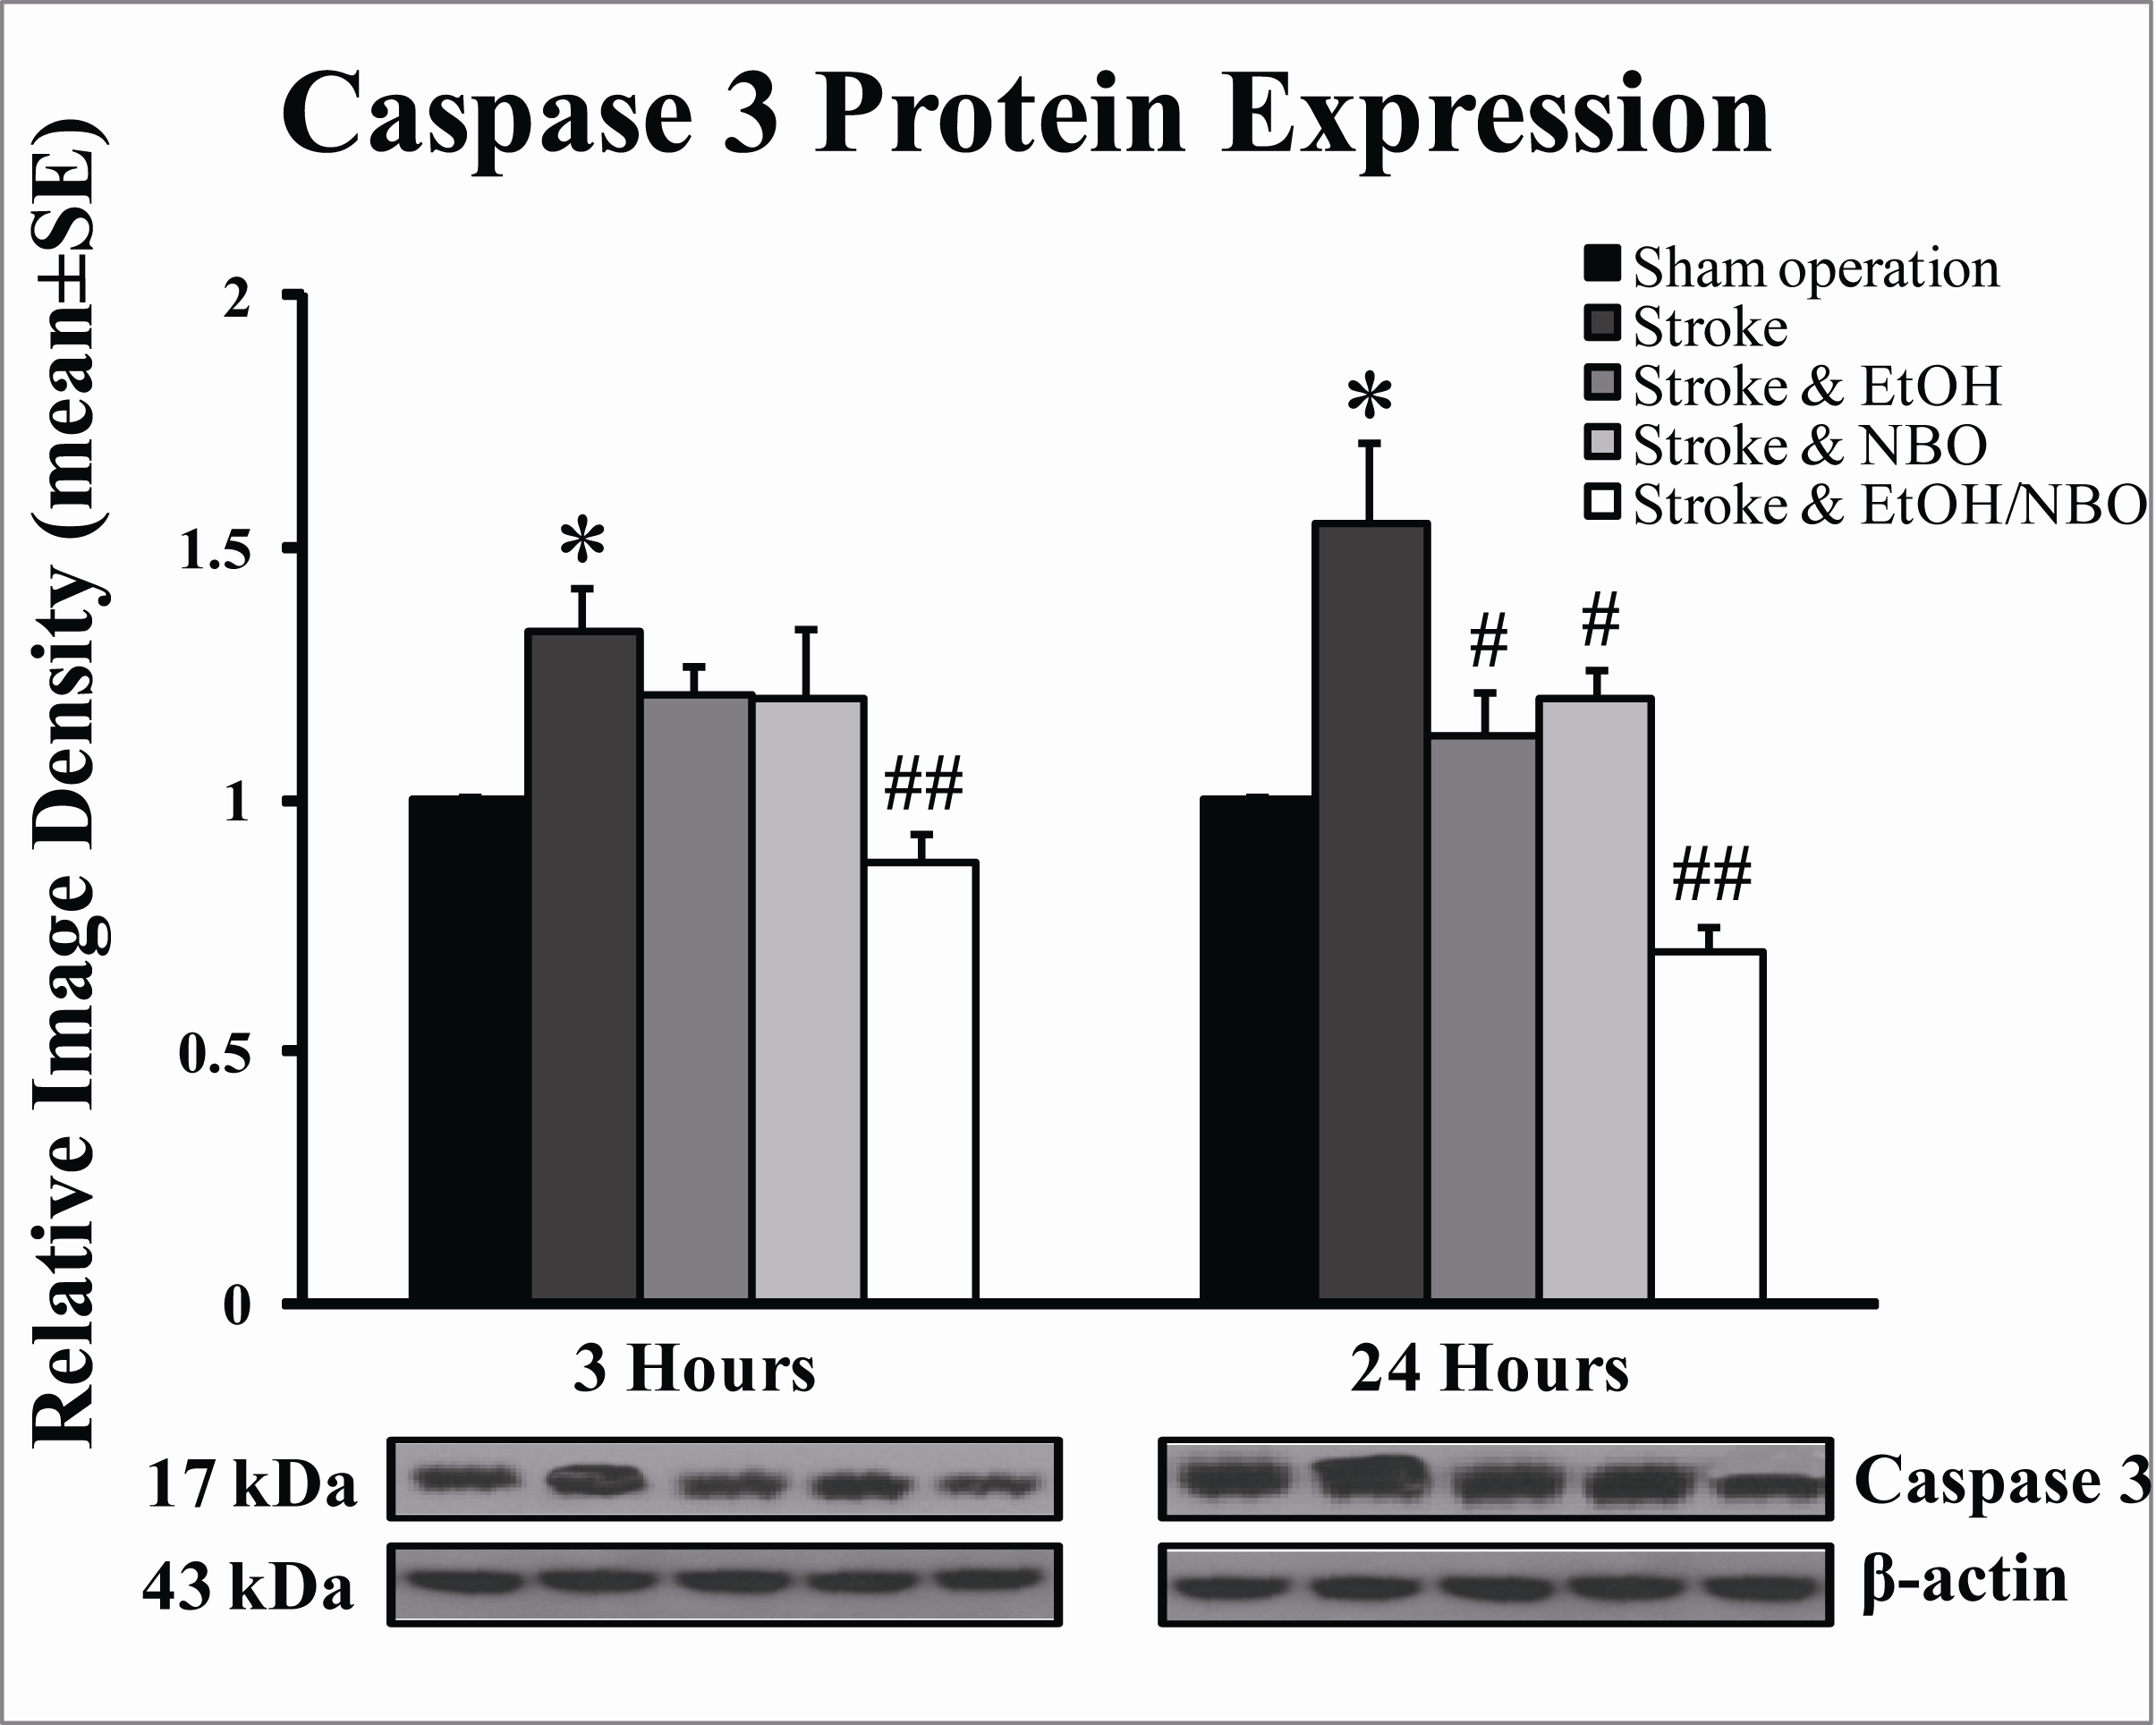 Caspase 3 Protein Expression
Relative Image Density (mean±SE)
Sham operation
Stroke
Stroke & EtOH
Stroke & NBO
Stroke & EtOH/NBO
2
1.5
1
0.5
0
*
##
*
#
#
##
3 Hours
24 Hours
17 kDa
Caspase 3
43 kDa
β-actin